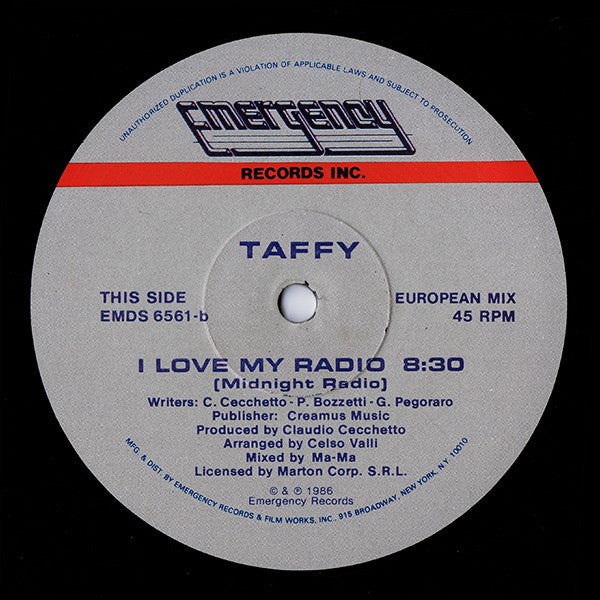 UNAUTHORIZED DUPLICATION IS A VIOLATION OF APPLICABLE LAWS AND SUBJECT TO PROSECUTION
EMERGENCY
RECORDS INC.
TAFFY
THIS SIDE
EMDS 6561-b
EUROPEAN MIX
45 RPM
I LOVE MY RADIO 8:30
(Midnight Radio)
Writers: C. Cecchetto - P. Bozzetti - G. Pegoraro
Publisher: Creamus Music
Produced by Claudio Cecchetto
Arranged by Celso Valli
Mixed by Ma-Ma
Licensed by Marton Corp. S.R.L.
© & ℗ 1986
Emergency Records
MFG. & DIST. BY EMERGENCY RECORDS & FILM WORKS, INC., 915 BROADWAY, NEW YORK, N.Y. 10010